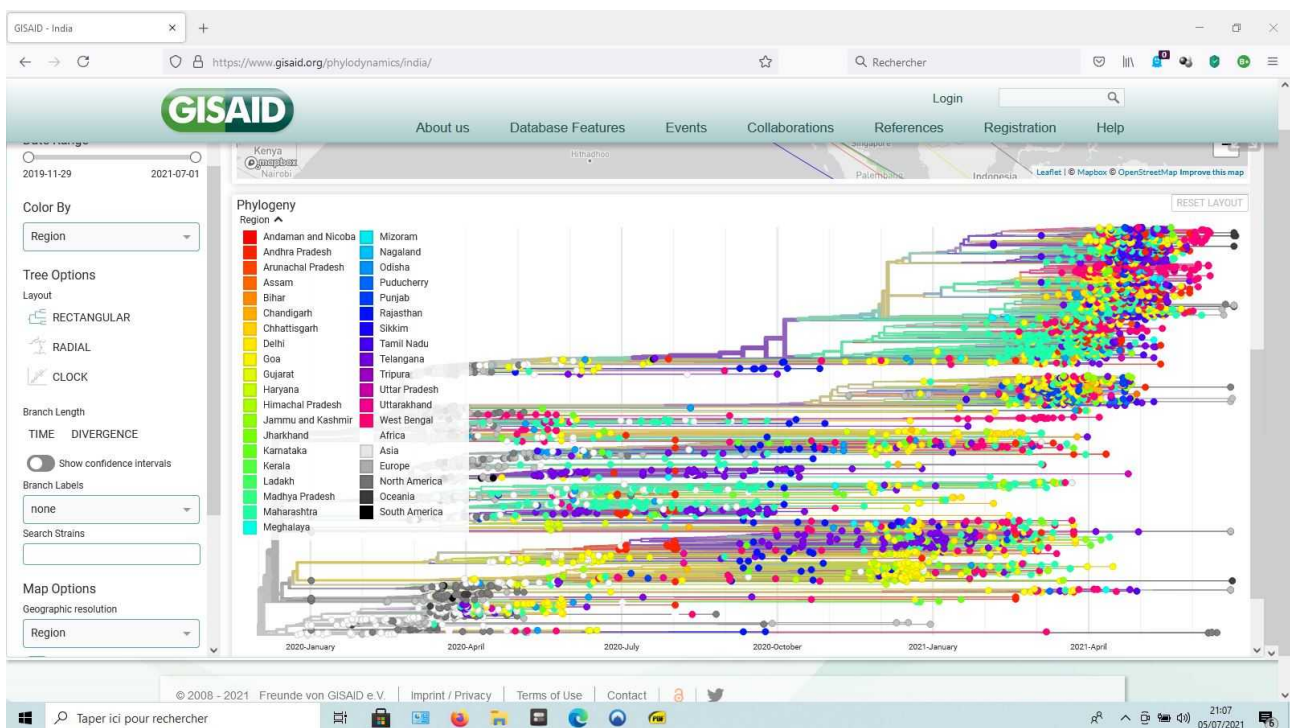 GISAID - India
https://www.gisaid.org/phylodynamics/india/
Rechercher
0
GISAID
Login
About us Database Features Events Collaborations References Registration Help
Date Range
2019-11-29 2021-07-01
Color By
Region
Tree Options
Layout
RECTANGULAR
RADIAL
CLOCK
Branch Length
TIME DIVERGENCE
Show confidence intervals
Branch Labels
none
Search Strains
Map Options
Geographic resolution
Region
Kenya
mapbox
Nairobi
Hithadhoo
Singapore
Palembang
Indonesia
Leaflet | © Mapbox © OpenStreetMap Improve this map
Phylogeny
RESET LAYOUT
Region
Andaman and Nicoba
Andhra Pradesh
Arunachal Pradesh
Assam
Bihar
Chandigarh
Chhattisgarh
Delhi
Goa
Gujarat
Haryana
Himachal Pradesh
Jammu and Kashmir
Jharkhand
Karnataka
Kerala
Ladakh
Madhya Pradesh
Maharashtra
Meghalaya
Mizoram
Nagaland
Odisha
Puducherry
Punjab
Rajasthan
Sikkim
Tamil Nadu
Telangana
Tripura
Uttar Pradesh
Uttarakhand
West Bengal
Africa
Asia
Europe
North America
Oceania
South America
2020-January 2020-April 2020-July 2020-October 2021-January 2021-April
© 2008 - 2021 Freunde von GISAID e.V. | Imprint / Privacy | Terms of Use | Contact
Taper ici pour rechercher
PDF
21:07
05/07/2021
6